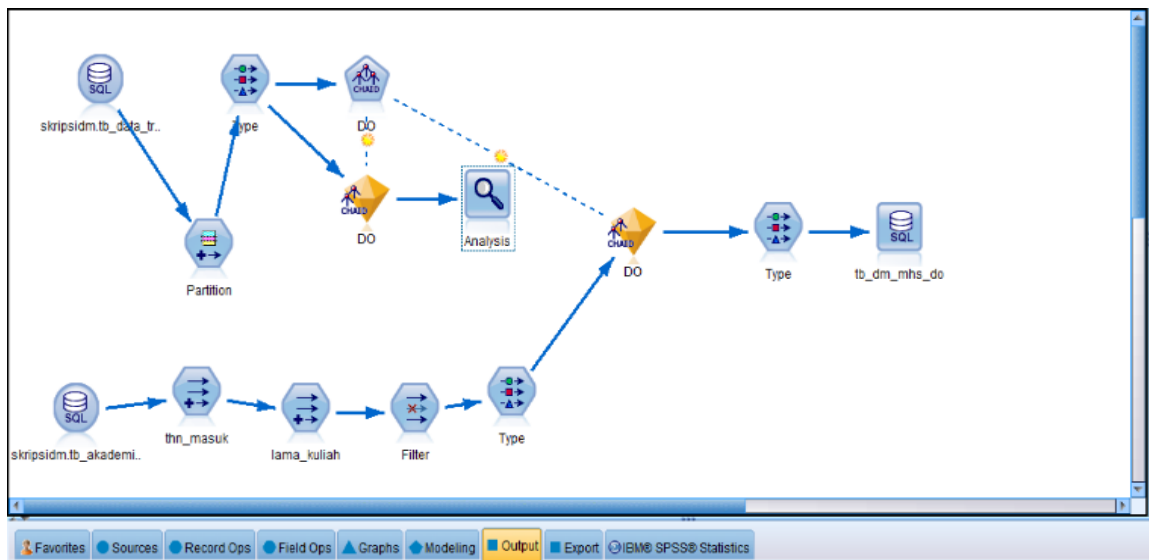 SQL
skripsidm.tb_data_tr..
Type
CHAID
DO
CHAID
DO
Analysis
Partition
CHAID
DO
Type
SQL
tb_dm_mhs_do
SQL
skripsidm.tb_akademi..
thn_masuk
lama_kuliah
Filter
Type
Favorites Sources Record Ops Field Ops Graphs Modeling Output Export IBM® SPSS® Statistics